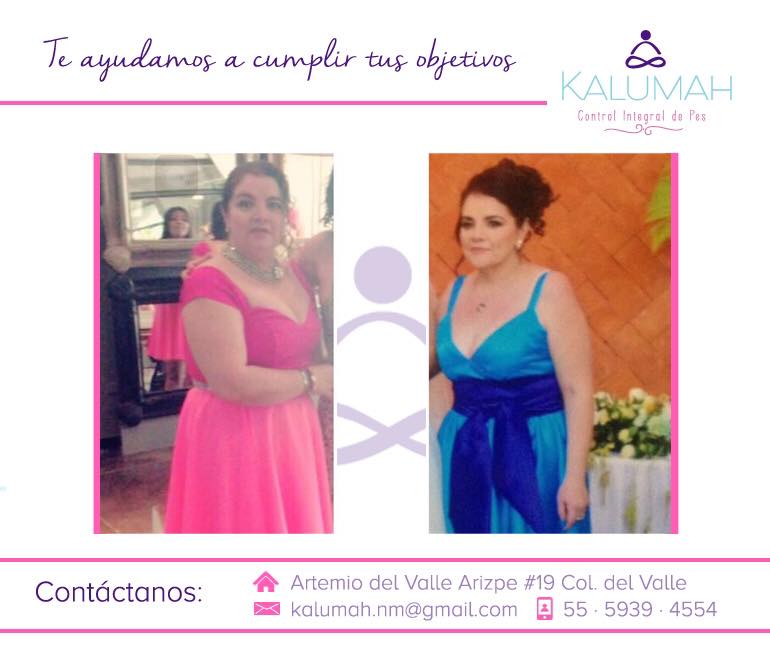 Te ayudamos a cumplir tus objetivos
KALUMAH
Control Integral de Pes
Contáctanos:
Artemio del Valle Arizpe #19 Col. del Valle
kalumah.nm@gmail.com 55 · 5939 · 4554